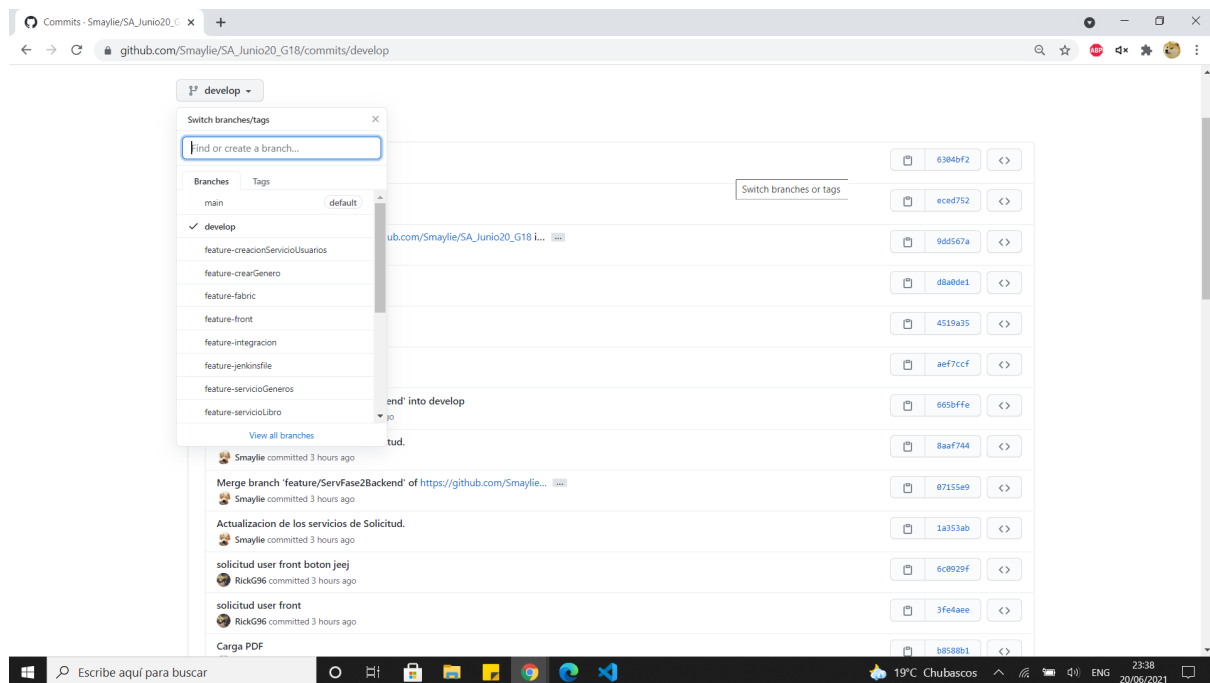 Commits · Smaylie/SA_Junio20_G
github.com/Smaylie/SA_Junio20_G18/commits/develop
ABP
develop
Switch branches/tags
Find or create a branch...
Branches Tags
main default
develop
feature-creacionServicioUsuarios
feature-crearGenero
feature-fabric
feature-front
feature-integracion
feature-jenkinsfile
feature-servicioGeneros
feature-servicioLibro
View all branches
Switch branches or tags
6304bf2
eced752
ub.com/Smaylie/SA_Junio20_G18 i... ...
9dd567a
d8a0de1
4519a35
aef7ccf
end' into develop
go
665bffe
tud.
Smaylie committed 3 hours ago
8aaf744
Merge branch 'feature/ServFase2Backend' of https://github.com/Smaylie... ...
Smaylie committed 3 hours ago
07155e9
Actualizacion de los servicios de Solicitud.
Smaylie committed 3 hours ago
1a353ab
solicitud user front boton jeej
RickG96 committed 3 hours ago
6c0929f
solicitud user front
RickG96 committed 3 hours ago
3fe4aee
Carga PDF
b8588b1
Escribe aquí para buscar
19°C Chubascos
ENG
23:38
20/06/2021